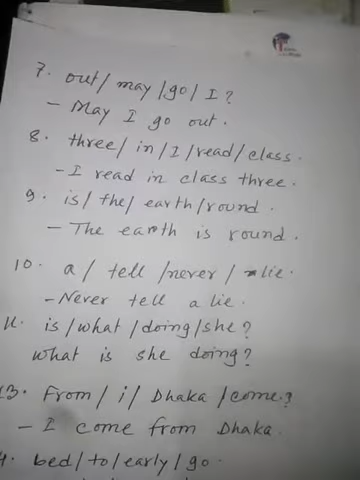 7. out/ may /go/ I?
- May I go out.
8. three/ in/I/read/class.
- I read in class three.
9. is/ the/ earth/round.
- The earth is round.
10. a/ tell /never/ lie.
- Never tell a lie.
11. is/what/doing/she?
What is she doing?
13. From/ i/ Dhaka /come?
- I come from Dhaka.
bed/to/early/go.